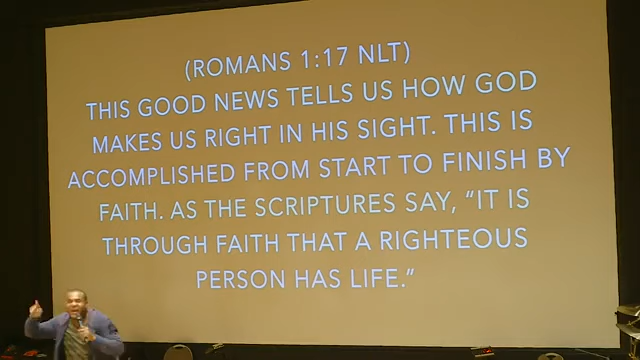 (ROMANS 1:17 NLT)
THIS GOOD NEWS TELLS US HOW GOD
MAKES US RIGHT IN HIS SIGHT. THIS IS
ACCOMPLISHED FROM START TO FINISH BY
FAITH. AS THE SCRIPTURES SAY, “IT IS
THROUGH FAITH THAT A RIGHTEOUS
PERSON HAS LIFE.”